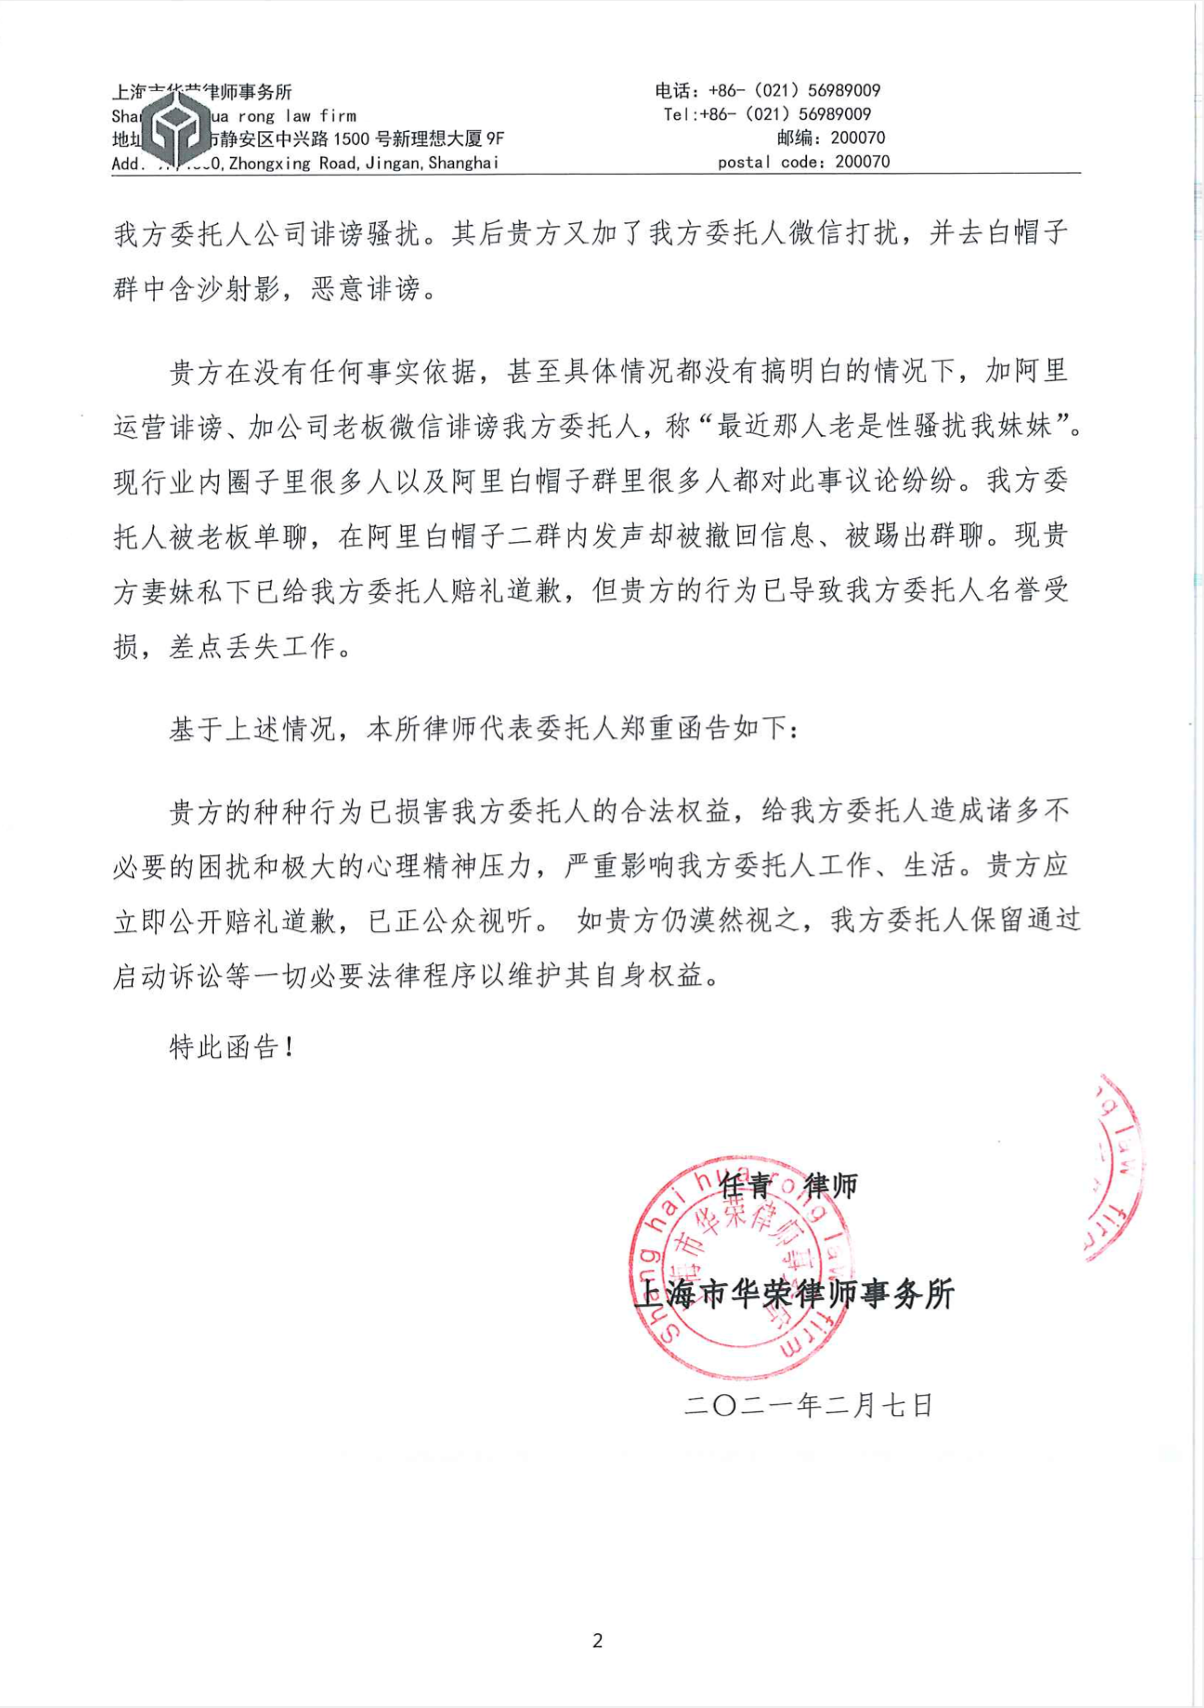 上海市华荣律师事务所
电话：+86-（021）56989009
hua rong law firm
Tel:+86-（021）56989009
静安区中兴路1500号新理想大厦9F
邮编：200070
Zhongxing Road,Jingan,Shanghai
postal code：200070
我方委托人公司诽谤骚扰。其后贵方又加了我方委托人微信打扰，并去白帽子
群中含沙射影，恶意诽谤。
贵方在没有任何事实依据，甚至具体情况都没有搞明白的情况下，加阿里
运营诽谤、加公司老板微信诽谤我方委托人，称“最近那人老是性骚扰我妹妹”。
现行业内圈子里很多人以及阿里白帽子群里很多人都对此事议论纷纷。我方委
托人被老板单聊，在阿里白帽子二群内发声却被撤回信息、被踢出群聊。现贵
方妻妹私下已给我方委托人赔礼道歉，但贵方的行为已导致我方委托人名誉受
损，差点丢失工作。
基于上述情况，本所律师代表委托人郑重函告如下：
贵方的种种行为已损害我方委托人的合法权益，给我方委托人造成诸多不
必要的困扰和极大的心理精神压力，严重影响我方委托人工作、生活。贵方应
立即公开赔礼道歉，已正公众视听。 如贵方仍漠然视之，我方委托人保留通过
启动诉讼等一切必要法律程序以维护其自身权益。
特此函告！
任青 律师
上海市华荣律师事务所
Shang hai hua rong law firm
上海市华荣律师事务所
二〇二一年二月七日
ng law firm
2